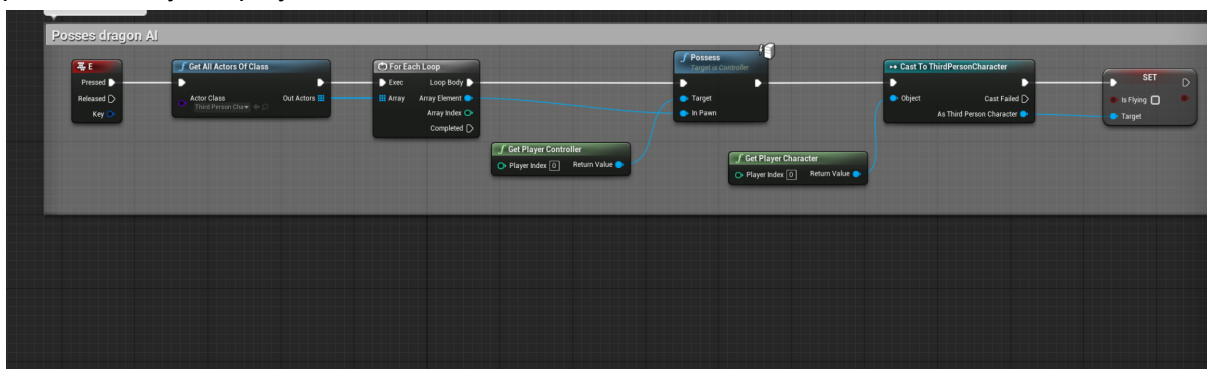 Posses dragon AI
E
Pressed
Released
Key
Get All Actors Of Class
Actor Class
Third Person Cha
Out Actors
For Each Loop
Exec
Loop Body
Array
Array Element
Array Index
Completed
Get Player Controller
Player Index 0
Return Value
Possess
Target is Controller
Target
In Pawn
Get Player Character
Player Index 0
Return Value
Cast To ThirdPersonCharacter
Object
Cast Failed
As Third Person Character
SET
Is Flying
Target